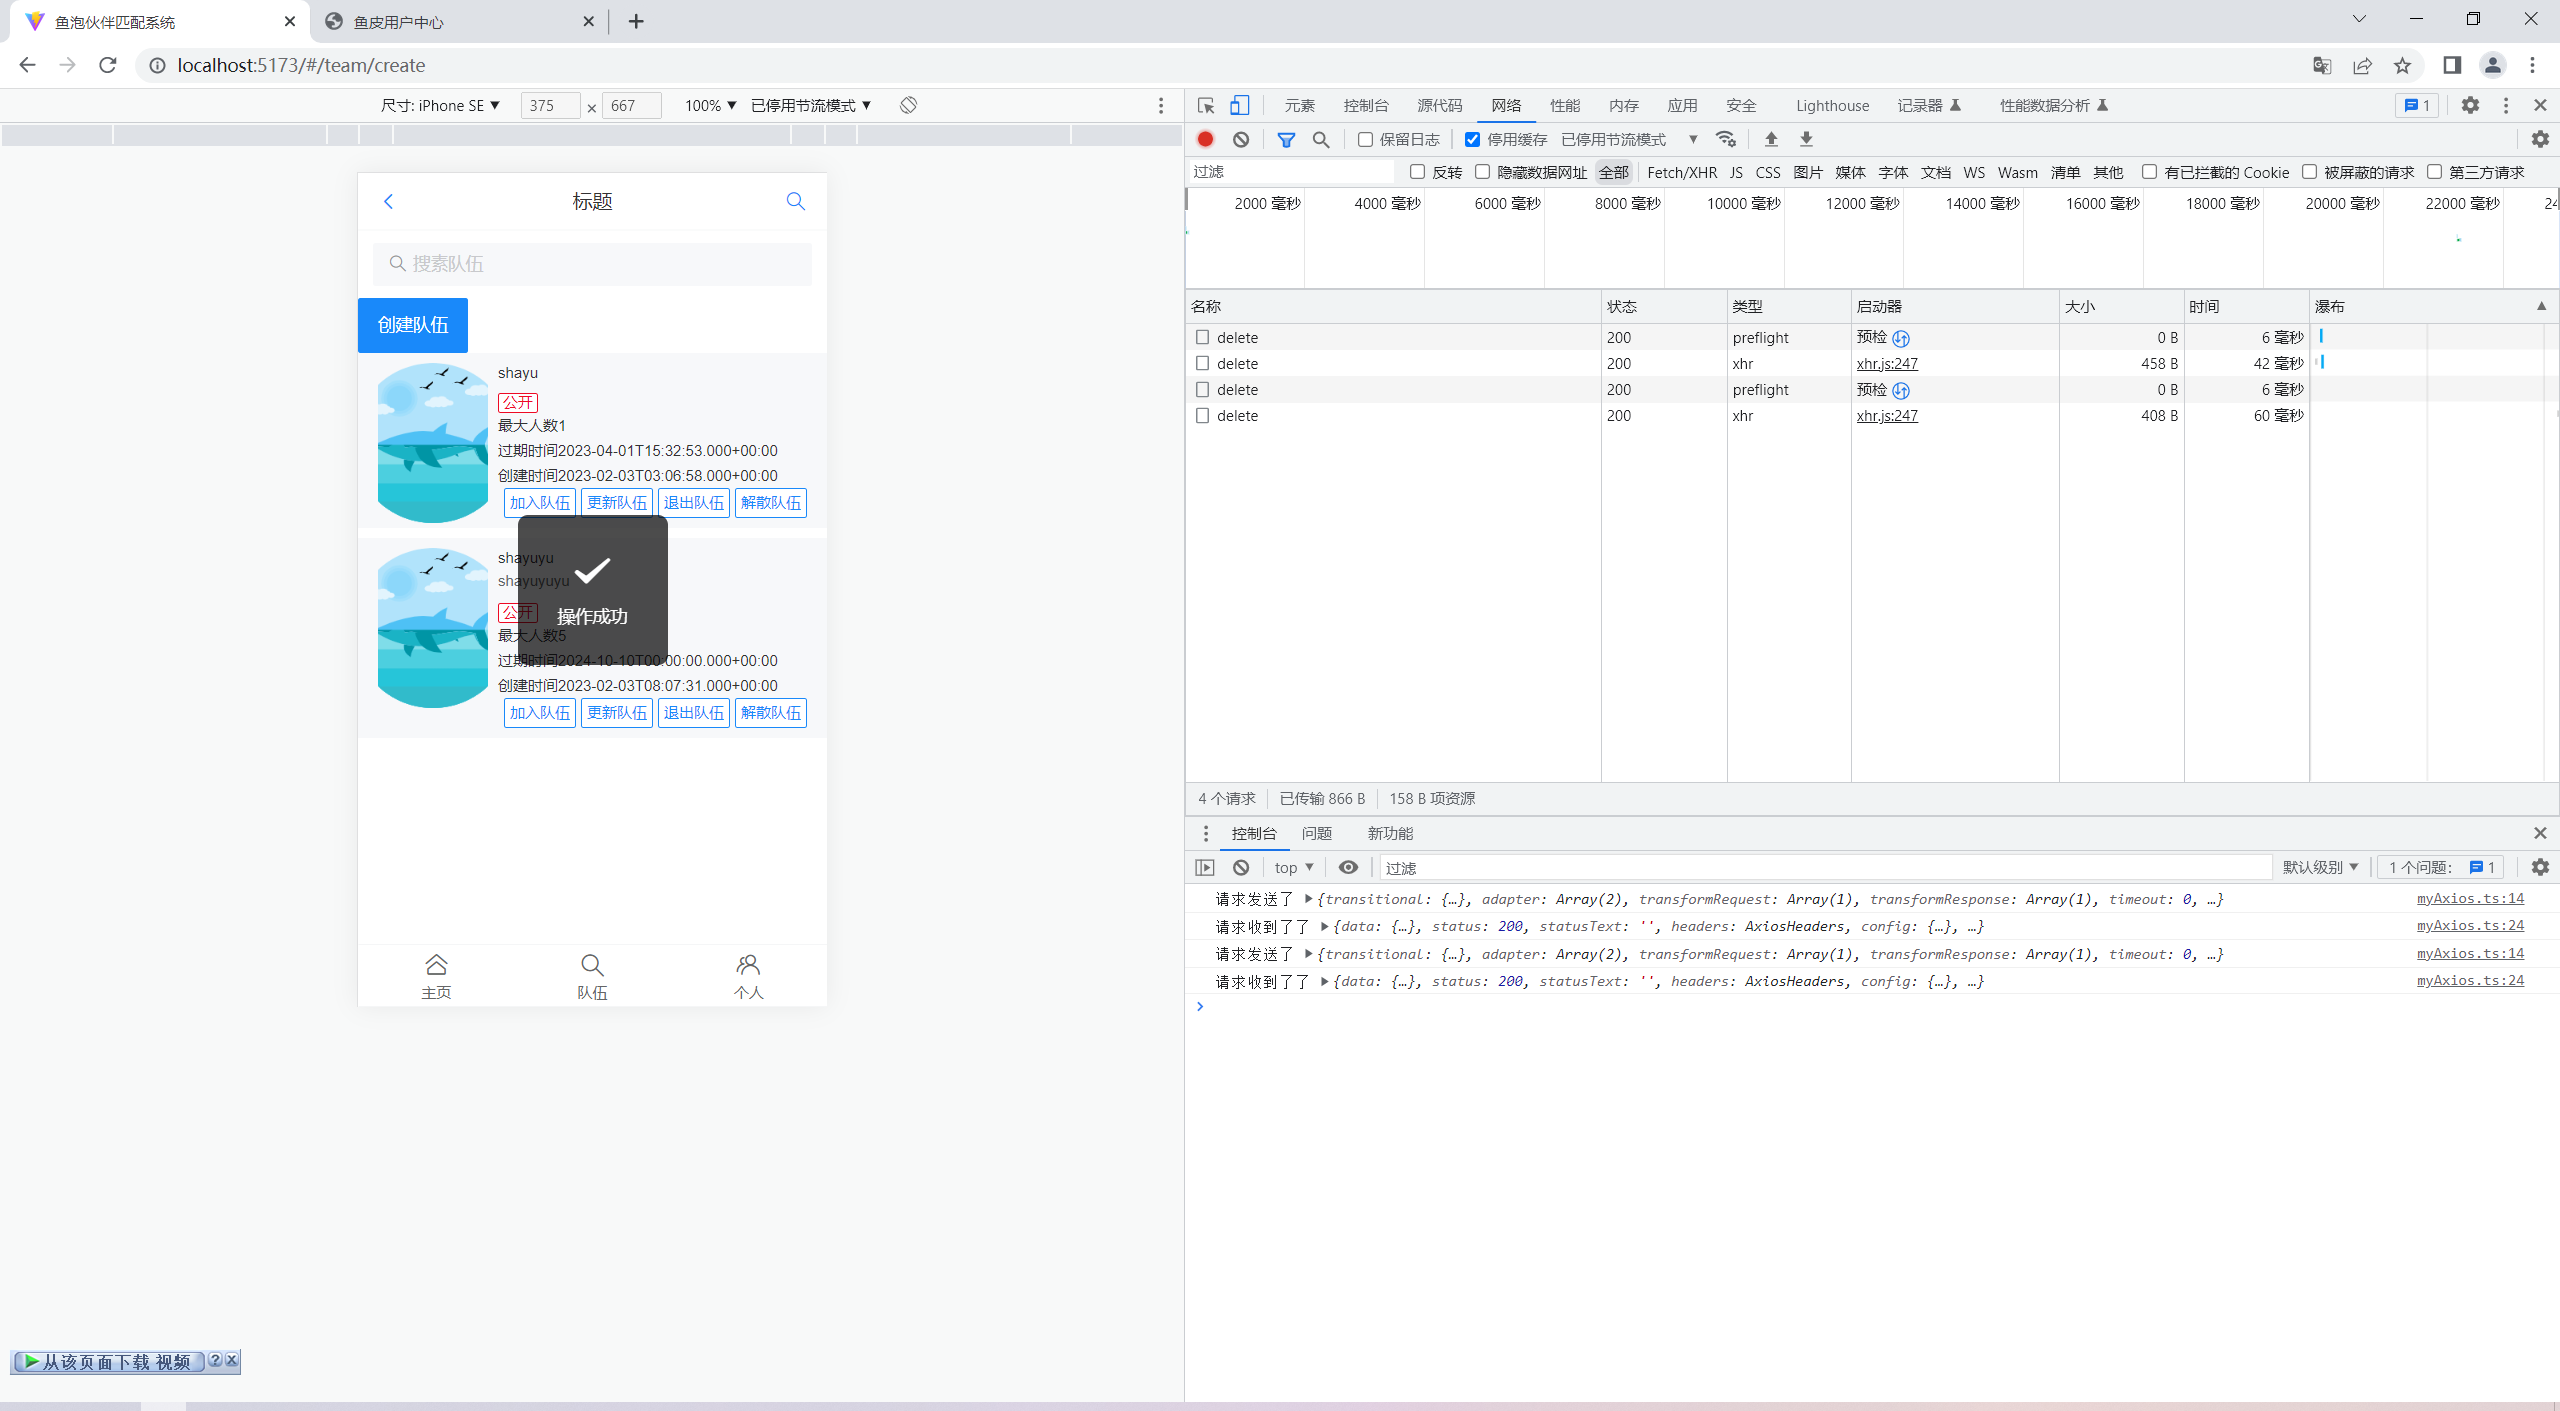 鱼泡伙伴匹配系统
鱼皮用户中心
localhost:5173/#/team/create
尺寸: iPhone SE ▼ 375 × 667 100% ▼ 已停用节流模式 ▼
标题
搜素队伍
创建队伍
shayu
公开
最大人数1
过期时间2023-04-01T15:32:53.000+00:00
创建时间2023-02-03T03:06:58.000+00:00
加入队伍 更新队伍 退出队伍 解散队伍
shayuyu
shayuyuyu
公开
最大人数5
过期时间2024-10-10T00:00:00.000+00:00
创建时间2023-02-03T08:07:31.000+00:00
加入队伍 更新队伍 退出队伍 解散队伍
操作成功
主页 队伍 个人
从该页面下载 视频 ? x
元素 控制台 源代码 网络 性能 内存 应用 安全 Lighthouse 记录器 性能数据分析 1
保留日志 停用缓存 已停用节流模式 ▼
过滤 反转 隐藏数据网址 全部 Fetch/XHR JS CSS 图片 媒体 字体 文档 WS Wasm 清单 其他 有已拦截的 Cookie 被屏蔽的请求 第三方请求
2000 毫秒 4000 毫秒 6000 毫秒 8000 毫秒 10000 毫秒 12000 毫秒 14000 毫秒 16000 毫秒 18000 毫秒 20000 毫秒 22000 毫秒 24
名称 状态 类型 启动器 大小 时间 瀑布 ▲
delete 200 preflight 预检 0 B 6 毫秒
delete 200 xhr xhr.js:247 458 B 42 毫秒
delete 200 preflight 预检 0 B 6 毫秒
delete 200 xhr xhr.js:247 408 B 60 毫秒
4 个请求 已传输 866 B 158 B 项资源
控制台 问题 新功能
top ▼ 过滤 默认级别 ▼ 1 个问题: 1
请求发送了 ▶{transitional: {…}, adapter: Array(2), transformRequest: Array(1), transformResponse: Array(1), timeout: 0, …} myAxios.ts:14
请求收到了了 ▶{data: {…}, status: 200, statusText: '', headers: AxiosHeaders, config: {…}, …} myAxios.ts:24
请求发送了 ▶{transitional: {…}, adapter: Array(2), transformRequest: Array(1), transformResponse: Array(1), timeout: 0, …} myAxios.ts:14
请求收到了了 ▶{data: {…}, status: 200, statusText: '', headers: AxiosHeaders, config: {…}, …} myAxios.ts:24